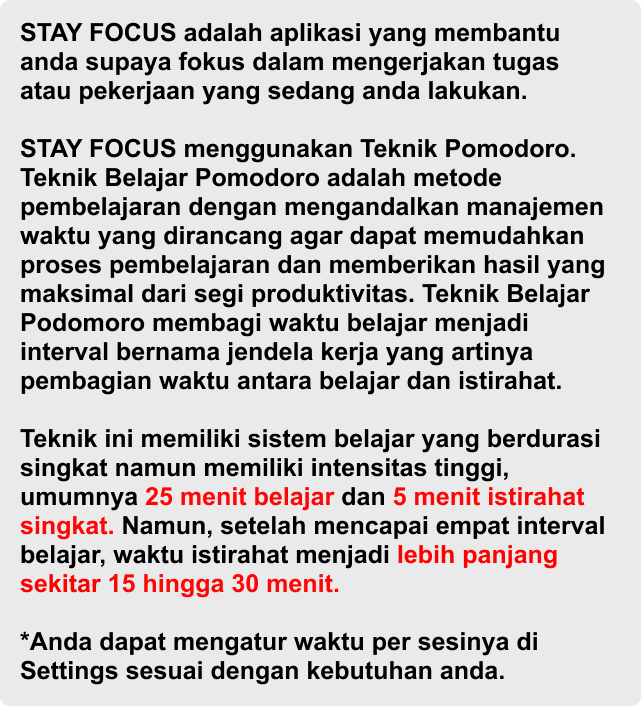 STAY FOCUS adalah aplikasi yang membantu
anda supaya fokus dalam mengerjakan tugas
atau pekerjaan yang sedang anda lakukan.
STAY FOCUS menggunakan Teknik Pomodoro.
Teknik Belajar Pomodoro adalah metode
pembelajaran dengan mengandalkan manajemen
waktu yang dirancang agar dapat memudahkan
proses pembelajaran dan memberikan hasil yang
maksimal dari segi produktivitas. Teknik Belajar
Podomoro membagi waktu belajar menjadi
interval bernama jendela kerja yang artinya
pembagian waktu antara belajar dan istirahat.
Teknik ini memiliki sistem belajar yang berdurasi
singkat namun memiliki intensitas tinggi,
umumnya 25 menit belajar dan 5 menit istirahat
singkat. Namun, setelah mencapai empat interval
belajar, waktu istirahat menjadi lebih panjang
sekitar 15 hingga 30 menit.
*Anda dapat mengatur waktu per sesinya di
Settings sesuai dengan kebutuhan anda.